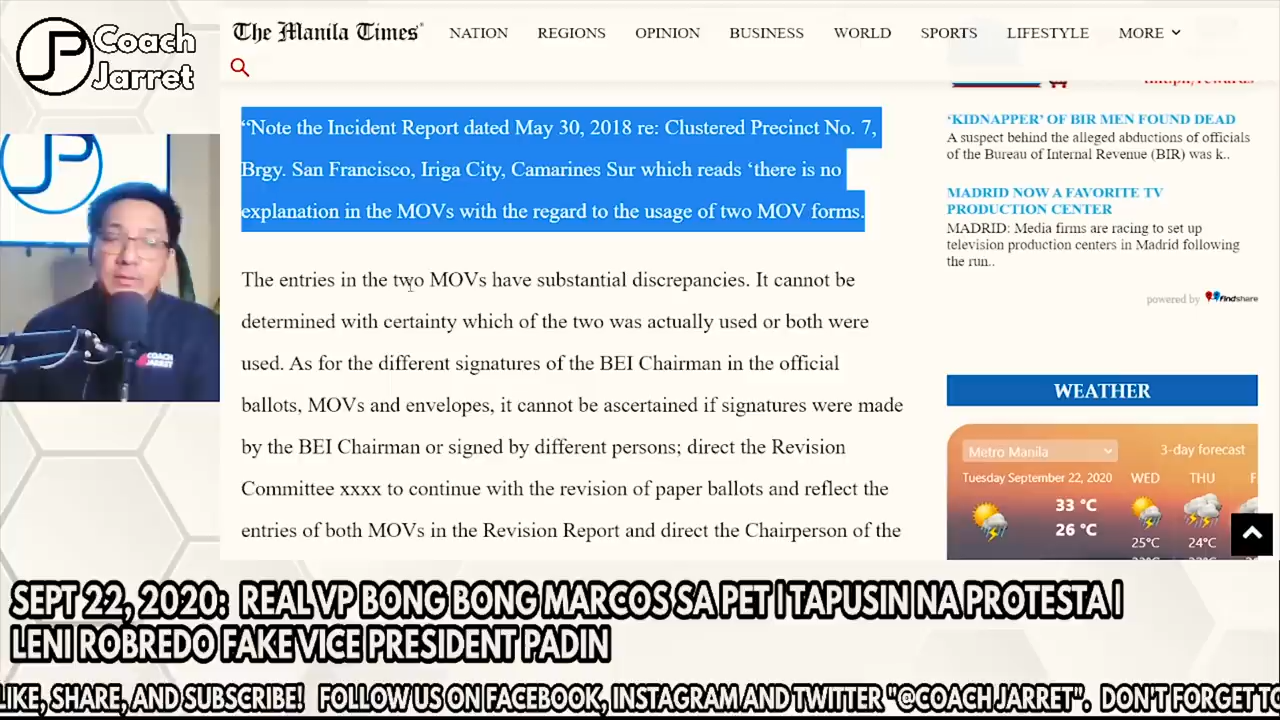 Coach
Jarret
The Manila Times
NATION REGIONS OPINION BUSINESS WORLD SPORTS LIFESTYLE MORE
“Note the Incident Report dated May 30, 2018 re: Clustered Precinct No. 7,
Brgy. San Francisco, Iriga City, Camarines Sur which reads ‘there is no
explanation in the MOVs with the regard to the usage of two MOV forms.
The entries in the two MOVs have substantial discrepancies. It cannot be
determined with certainty which of the two was actually used or both were
used. As for the different signatures of the BEI Chairman in the official
ballots, MOVs and envelopes, it cannot be ascertained if signatures were made
by the BEI Chairman or signed by different persons; direct the Revision
Committee xxxx to continue with the revision of paper ballots and reflect the
entries of both MOVs in the Revision Report and direct the Chairperson of the
‘KIDNAPPER’ OF BIR MEN FOUND DEAD
A suspect behind the alleged abductions of officials
of the Bureau of Internal Revenue (BIR) was k..
MADRID NOW A FAVORITE TV
PRODUCTION CENTER
MADRID: Media firms are racing to set up
television production centers in Madrid following
the run..
powered by findshare
WEATHER
Metro Manila 3-day forecast
Tuesday September 22, 2020 WED THU
33 °C
26 °C
25°C 24°C
COACH
JARRET
SEPT 22, 2020: REAL VP BONG BONG MARCOS SA PET | TAPUSIN NA PROTESTA |
LENI ROBREDO FAKE VICE PRESIDENT PADIN
LIKE, SHARE, AND SUBSCRIBE! FOLLOW US ON FACEBOOK, INSTAGRAM AND TWITTER "@COACH JARRET". DON'T FORGET TO